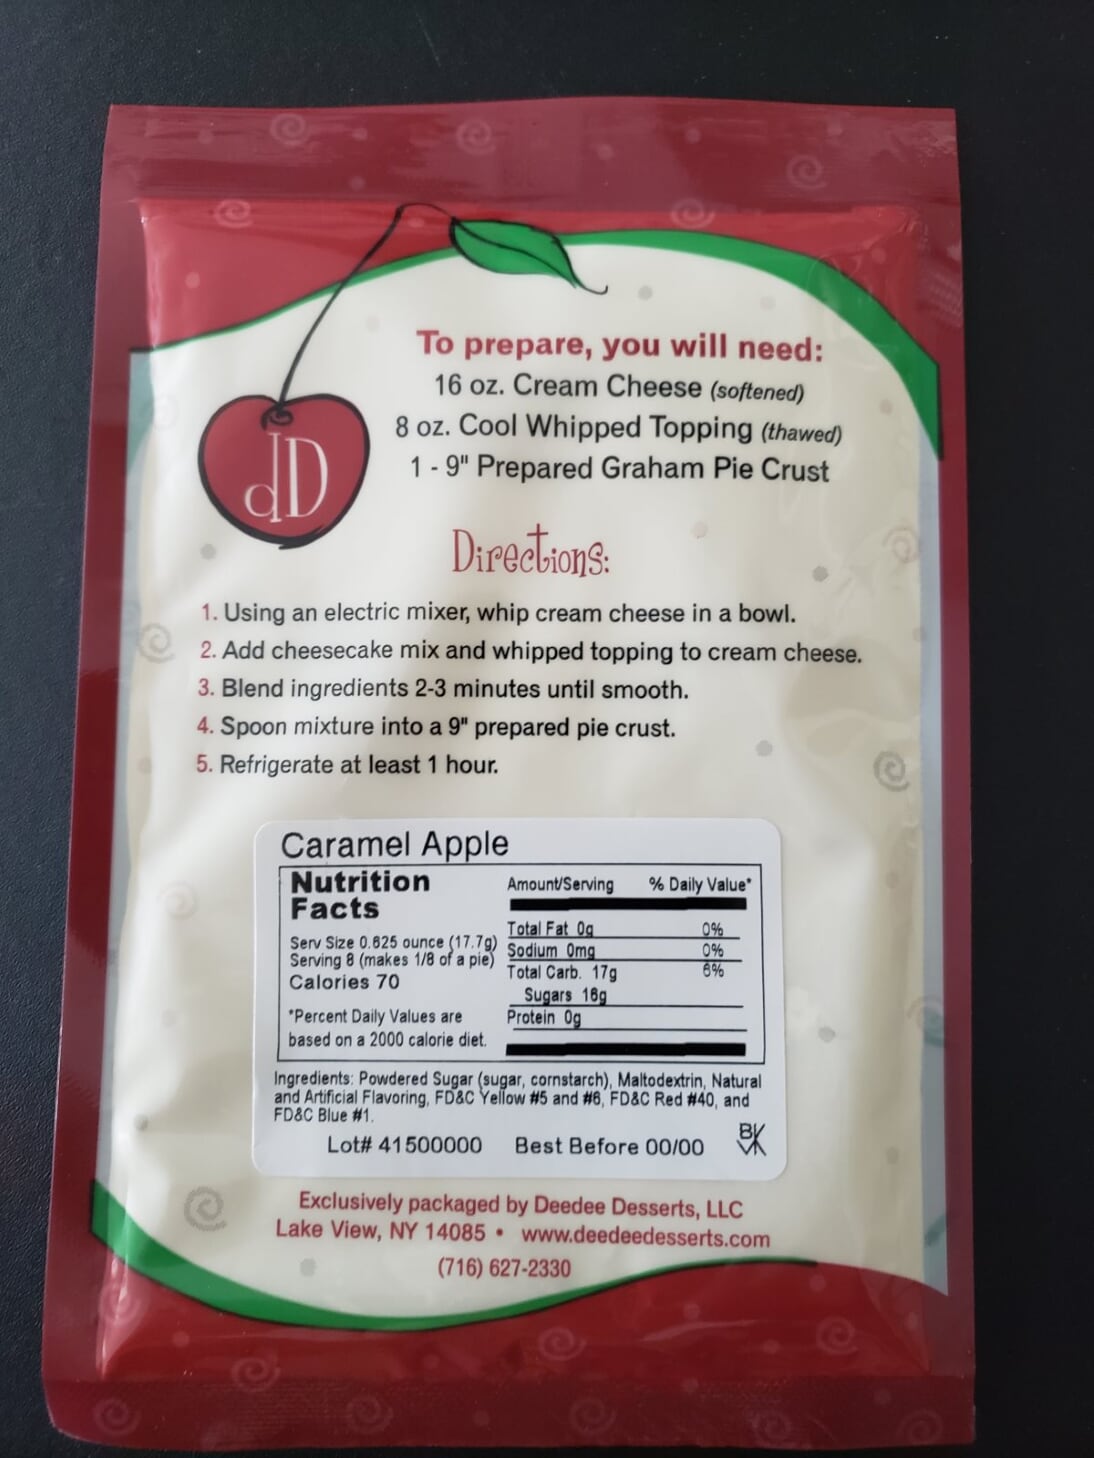 To prepare, you will need:
16 oz. Cream Cheese (softened)
8 oz. Cool Whipped Topping (thawed)
1 - 9" Prepared Graham Pie Crust
dD
Directions:
1. Using an electric mixer, whip cream cheese in a bowl.
2. Add cheesecake mix and whipped topping to cream cheese.
3. Blend ingredients 2-3 minutes until smooth.
4. Spoon mixture into a 9" prepared pie crust.
5. Refrigerate at least 1 hour.
Caramel Apple
Nutrition
Facts
Serv Size 0.625 ounce (17.7g)
Serving 8 (makes 1/8 of a pie)
Calories 70
*Percent Daily Values are
based on a 2000 calorie diet.
Amount/Serving % Daily Value*
Total Fat 0g 0%
Sodium 0mg 0%
Total Carb. 17g 6%
Sugars 16g
Protein 0g
Ingredients: Powdered Sugar (sugar, cornstarch), Maltodextrin, Natural
and Artificial Flavoring, FD&C Yellow #5 and #6, FD&C Red #40, and
FD&C Blue #1.
Lot# 41500000 Best Before 00/00 BVK
Exclusively packaged by Deedee Desserts, LLC
Lake View, NY 14085 • www.deedeedesserts.com
(716) 627-2330